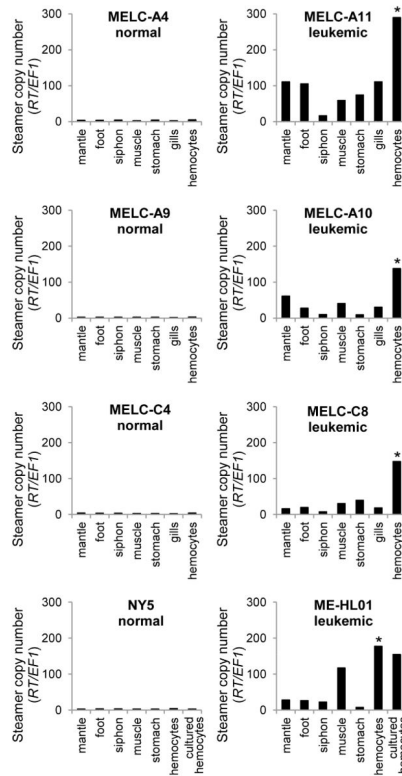 MELC-A4
normal
Steamer copy number
(RT/EF1)
300
200
100
0
mantle
foot
siphon
muscle
stomach
gills
hemocytes
MELC-A11
leukemic
Steamer copy number
(RT/EF1)
300
200
100
0
*
mantle
foot
siphon
muscle
stomach
gills
hemocytes
MELC-A9
normal
Steamer copy number
(RT/EF1)
300
200
100
0
mantle
foot
siphon
muscle
stomach
gills
hemocytes
MELC-A10
leukemic
Steamer copy number
(RT/EF1)
300
200
100
0
*
mantle
foot
siphon
muscle
stomach
gills
hemocytes
MELC-C4
normal
Steamer copy number
(RT/EF1)
300
200
100
0
mantle
foot
siphon
muscle
stomach
gills
hemocytes
MELC-C8
leukemic
Steamer copy number
(RT/EF1)
300
200
100
0
*
mantle
foot
siphon
muscle
stomach
gills
hemocytes
NY5
normal
Steamer copy number
(RT/EF1)
300
200
100
0
mantle
foot
siphon
muscle
stomach
hemocytes
cultured
hemocytes
ME-HL01
leukemic
Steamer copy number
(RT/EF1)
300
200
100
0
*
mantle
foot
siphon
muscle
stomach
hemocytes
cultured